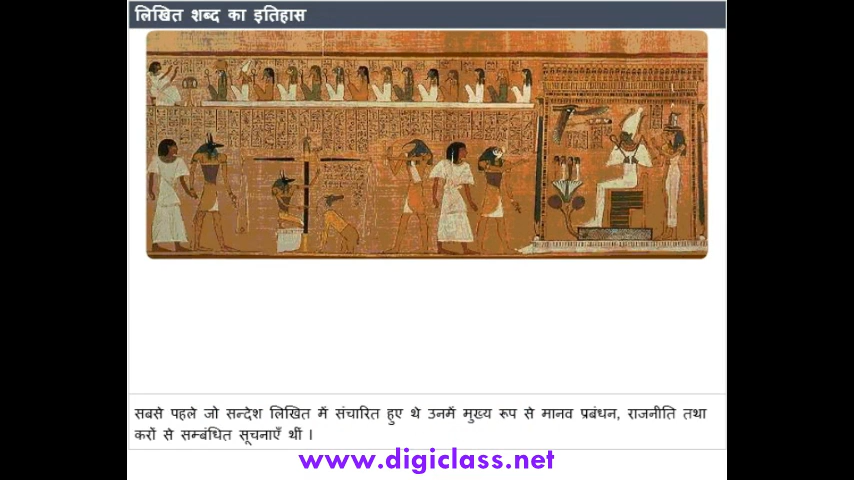 लिखित शब्द का इतिहास
सबसे पहले जो सन्देश लिखित में संचारित हुए थे उनमें मुख्य रूप से मानव प्रबंधन, राजनीति तथा
करों से सम्बंधित सूचनाएँ थीं ।
www.digiclass.net